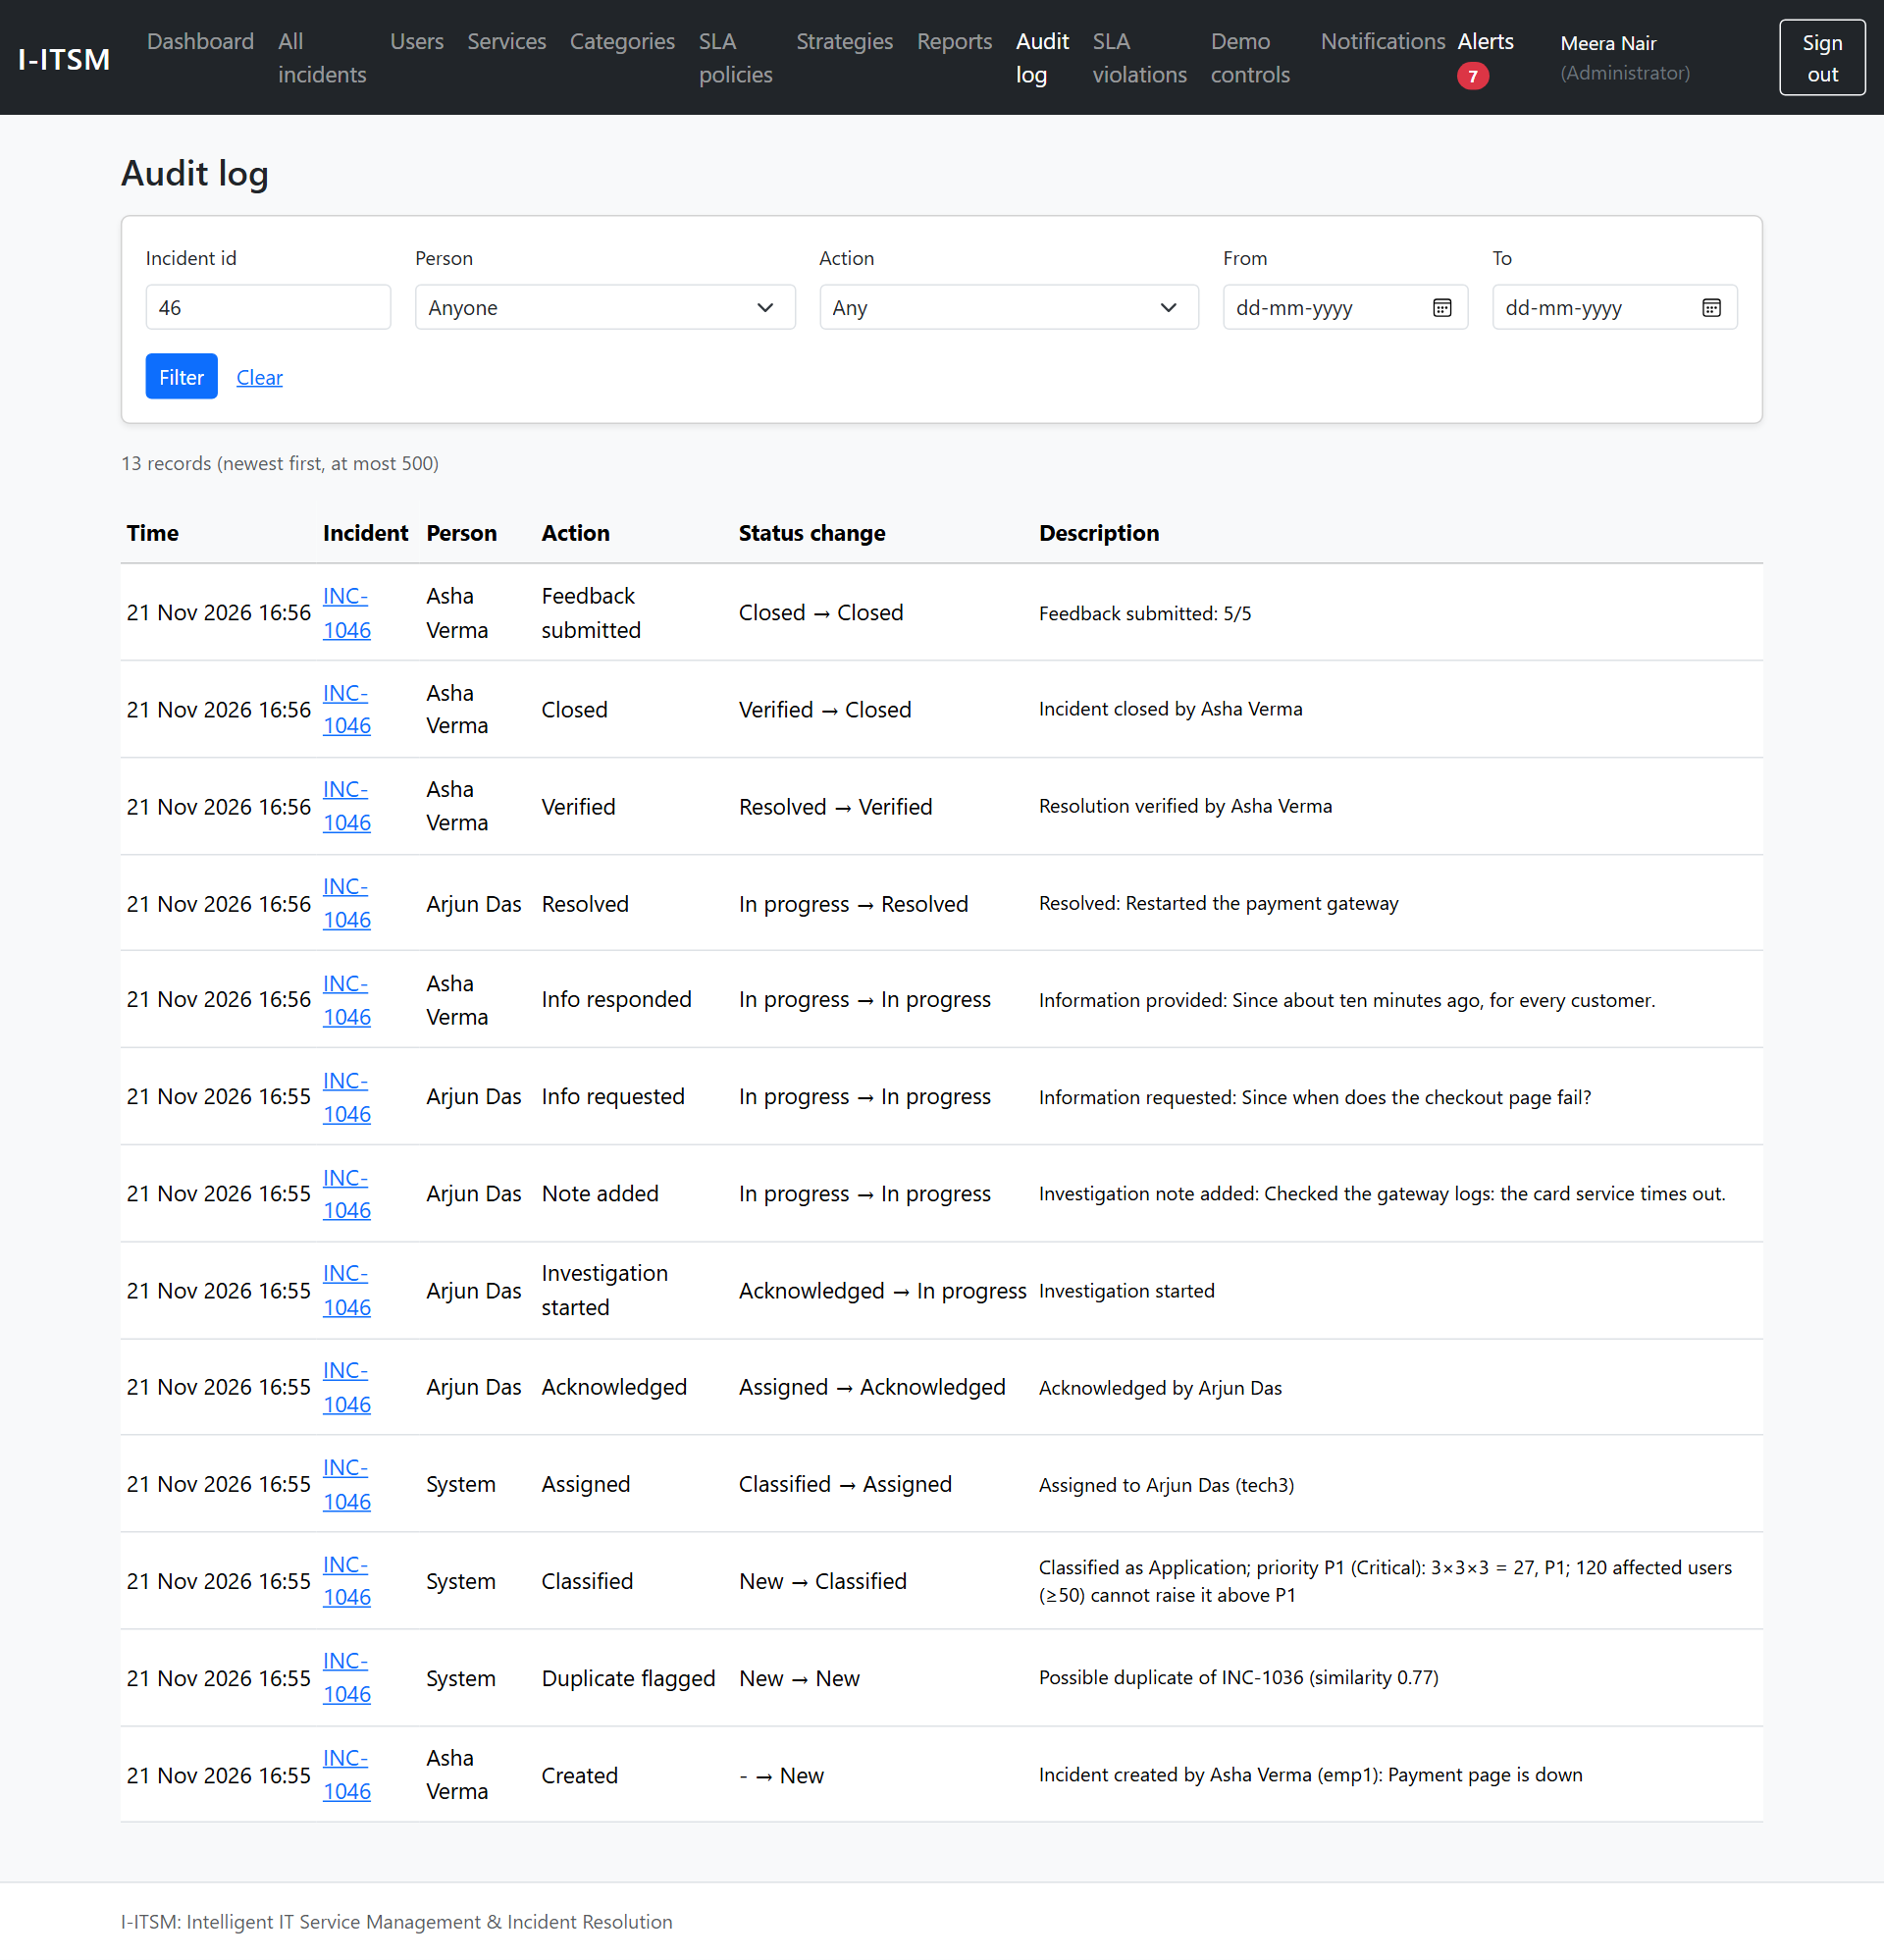 I-ITSM Dashboard All incidents Users Services Categories SLA policies Strategies Reports Audit log SLA violations Demo controls Notifications Alerts 7 Meera Nair (Administrator) Sign out
Audit log
Incident id Person Action From To
46 Anyone Any dd-mm-yyyy dd-mm-yyyy
Filter Clear
13 records (newest first, at most 500)
Time Incident Person Action Status change Description
21 Nov 2026 16:56 INC-1046 Asha Verma Feedback submitted Closed → Closed Feedback submitted: 5/5
21 Nov 2026 16:56 INC-1046 Asha Verma Closed Verified → Closed Incident closed by Asha Verma
21 Nov 2026 16:56 INC-1046 Asha Verma Verified Resolved → Verified Resolution verified by Asha Verma
21 Nov 2026 16:56 INC-1046 Arjun Das Resolved In progress → Resolved Resolved: Restarted the payment gateway
21 Nov 2026 16:56 INC-1046 Asha Verma Info responded In progress → In progress Information provided: Since about ten minutes ago, for every customer.
21 Nov 2026 16:55 INC-1046 Arjun Das Info requested In progress → In progress Information requested: Since when does the checkout page fail?
21 Nov 2026 16:55 INC-1046 Arjun Das Note added In progress → In progress Investigation note added: Checked the gateway logs: the card service times out.
21 Nov 2026 16:55 INC-1046 Arjun Das Investigation started Acknowledged → In progress Investigation started
21 Nov 2026 16:55 INC-1046 Arjun Das Acknowledged Assigned → Acknowledged Acknowledged by Arjun Das
21 Nov 2026 16:55 INC-1046 System Assigned Classified → Assigned Assigned to Arjun Das (tech3)
21 Nov 2026 16:55 INC-1046 System Classified New → Classified Classified as Application; priority P1 (Critical): 3×3×3 = 27, P1; 120 affected users (≥50) cannot raise it above P1
21 Nov 2026 16:55 INC-1046 System Duplicate flagged New → New Possible duplicate of INC-1036 (similarity 0.77)
21 Nov 2026 16:55 INC-1046 Asha Verma Created - → New Incident created by Asha Verma (emp1): Payment page is down
I-ITSM: Intelligent IT Service Management & Incident Resolution